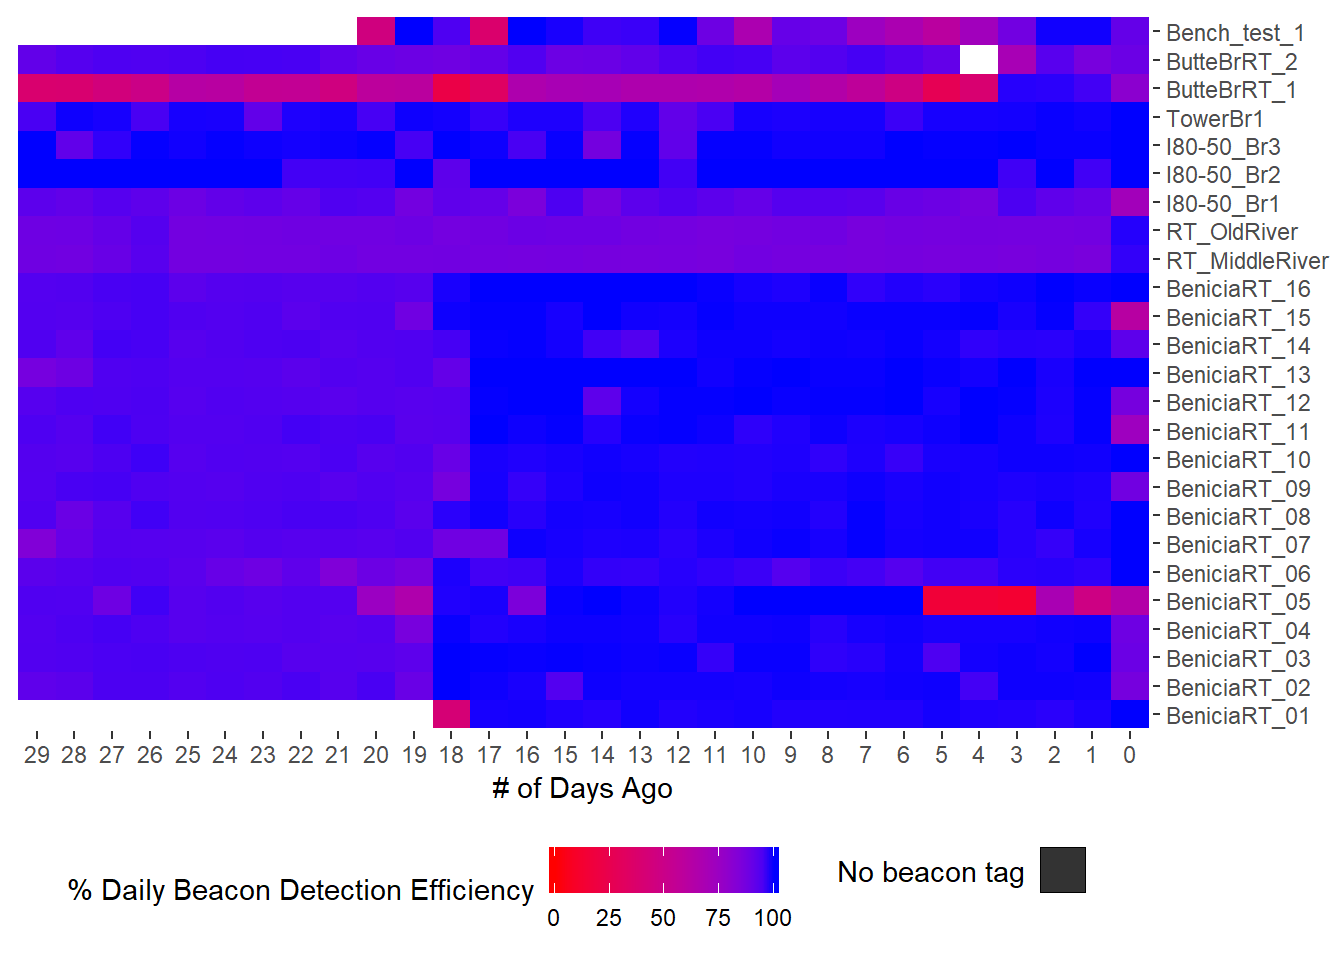 Bench_test_1
ButteBrRT_2
ButteBrRT_1
TowerBr1
I80-50_Br3
I80-50_Br2
I80-50_Br1
RT_OldRiver
RT_MiddleRiver
BeniciaRT_16
BeniciaRT_15
BeniciaRT_14
BeniciaRT_13
BeniciaRT_12
BeniciaRT_11
BeniciaRT_10
BeniciaRT_09
BeniciaRT_08
BeniciaRT_07
BeniciaRT_06
BeniciaRT_05
BeniciaRT_04
BeniciaRT_03
BeniciaRT_02
BeniciaRT_01
29 28 27 26 25 24 23 22 21 20 19 18 17 16 15 14 13 12 11 10 9 8 7 6 5 4 3 2 1 0
# of Days Ago
% Daily Beacon Detection Efficiency
0 25 50 75 100
No beacon tag